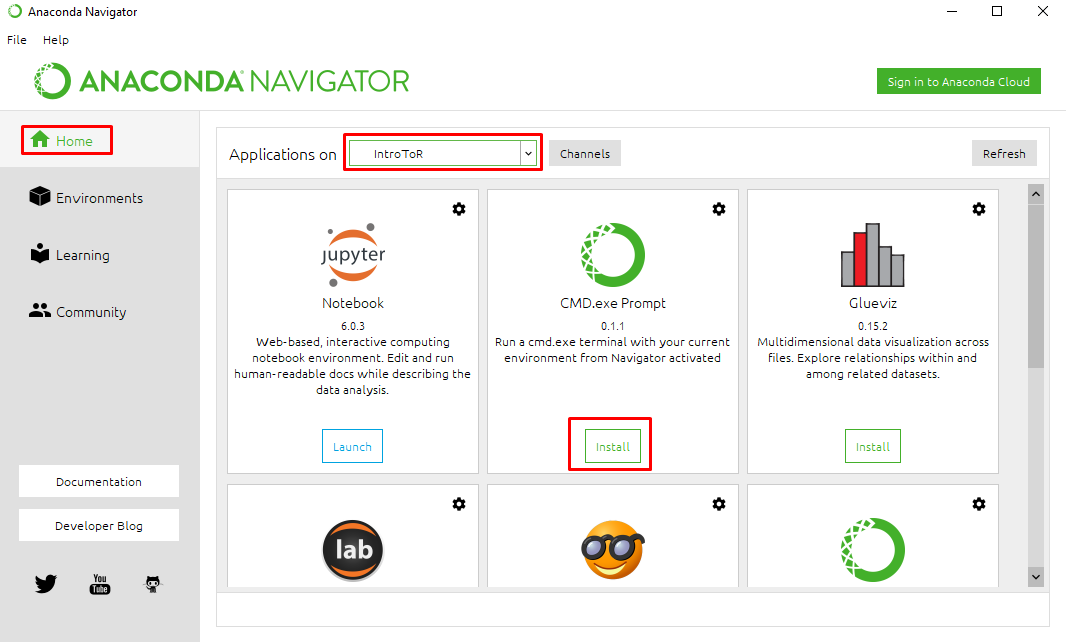 Anaconda Navigator
File Help
ANACONDA NAVIGATOR
Sign in to Anaconda Cloud
Home
Environments
Learning
Community
Documentation
Developer Blog
You
Tube
Applications on IntroToR Channels Refresh
jupyter
Notebook
6.0.3
Web-based, interactive computing
notebook environment. Edit and run
human-readable docs while describing the
data analysis.
Launch
CMD.exe Prompt
0.1.1
Run a cmd.exe terminal with your current
environment from Navigator activated
Install
Glueviz
0.15.2
Multidimensional data visualization across
files. Explore relationships within and
among related datasets.
Install
lab